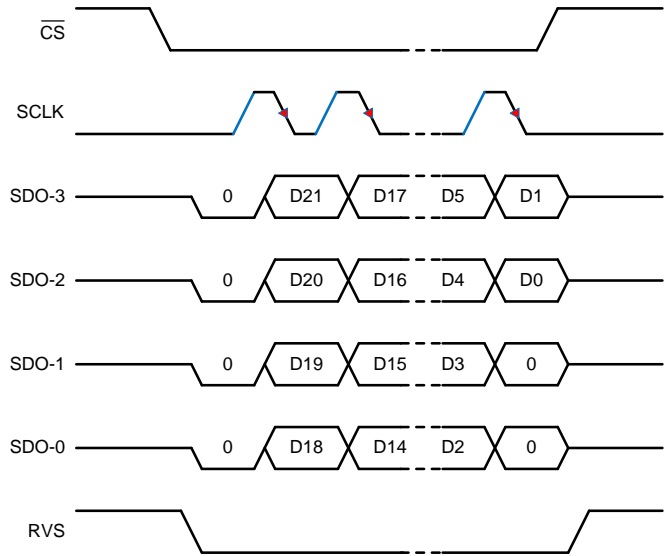 CS
SCLK
SDO-3 0 D21 D17 D5 D1
SDO-2 0 D20 D16 D4 D0
SDO-1 0 D19 D15 D3 0
SDO-0 0 D18 D14 D2 0
RVS